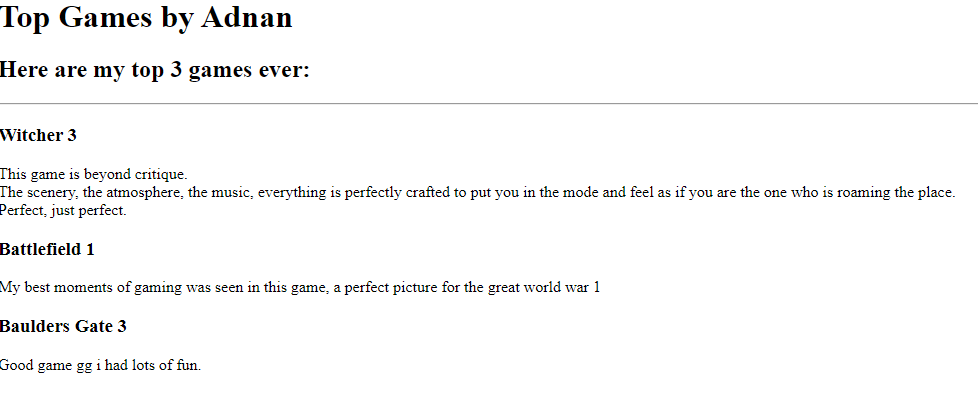 Top Games by Adnan
Here are my top 3 games ever:
Witcher 3
This game is beyond critique.
The scenery, the atmosphere, the music, everything is perfectly crafted to put you in the mode and feel as if you are the one who is roaming the place.
Perfect, just perfect.
Battlefield 1
My best moments of gaming was seen in this game, a perfect picture for the great world war 1
Baulders Gate 3
Good game gg i had lots of fun.